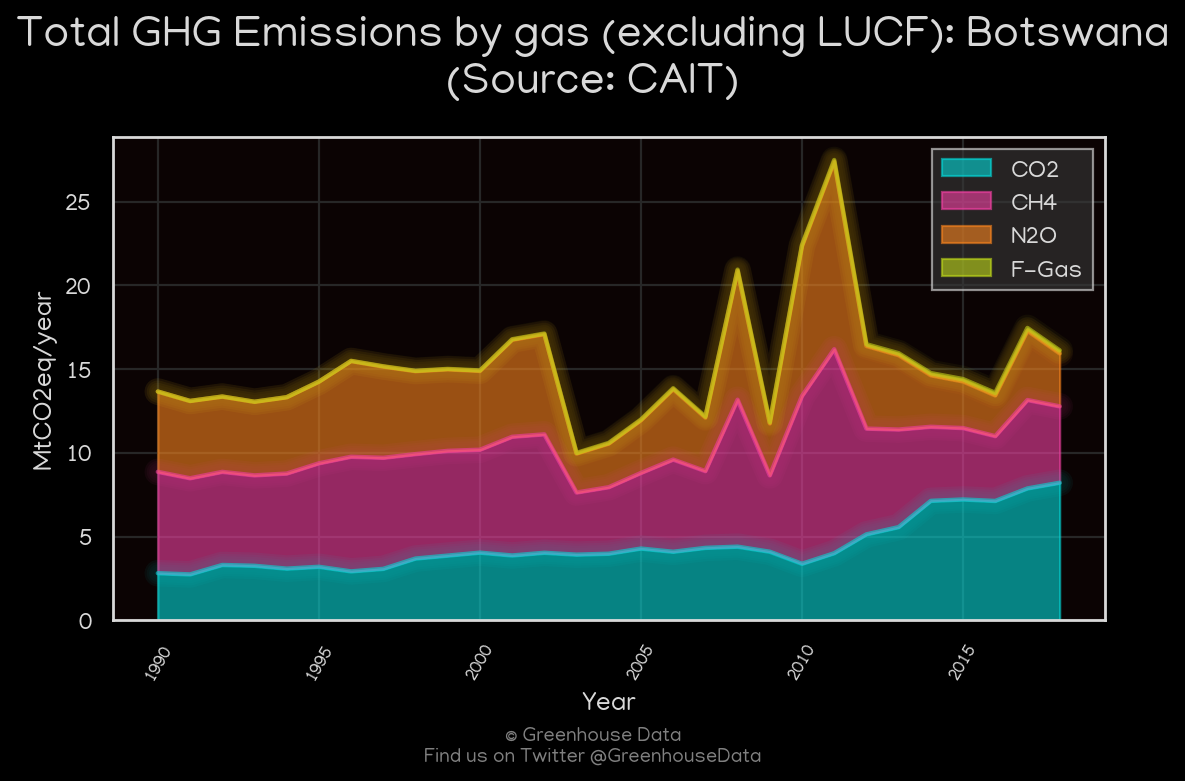 Total GHG Emissions by gas (excluding LUCF): Botswana
(Source: CAIT)
CO2
CH4
N2O
F-Gas
MtCO2eq/year
25
20
15
10
5
0
1990
1995
2000
2005
2010
2015
Year
© Greenhouse Data
Find us on Twitter @GreenhouseData